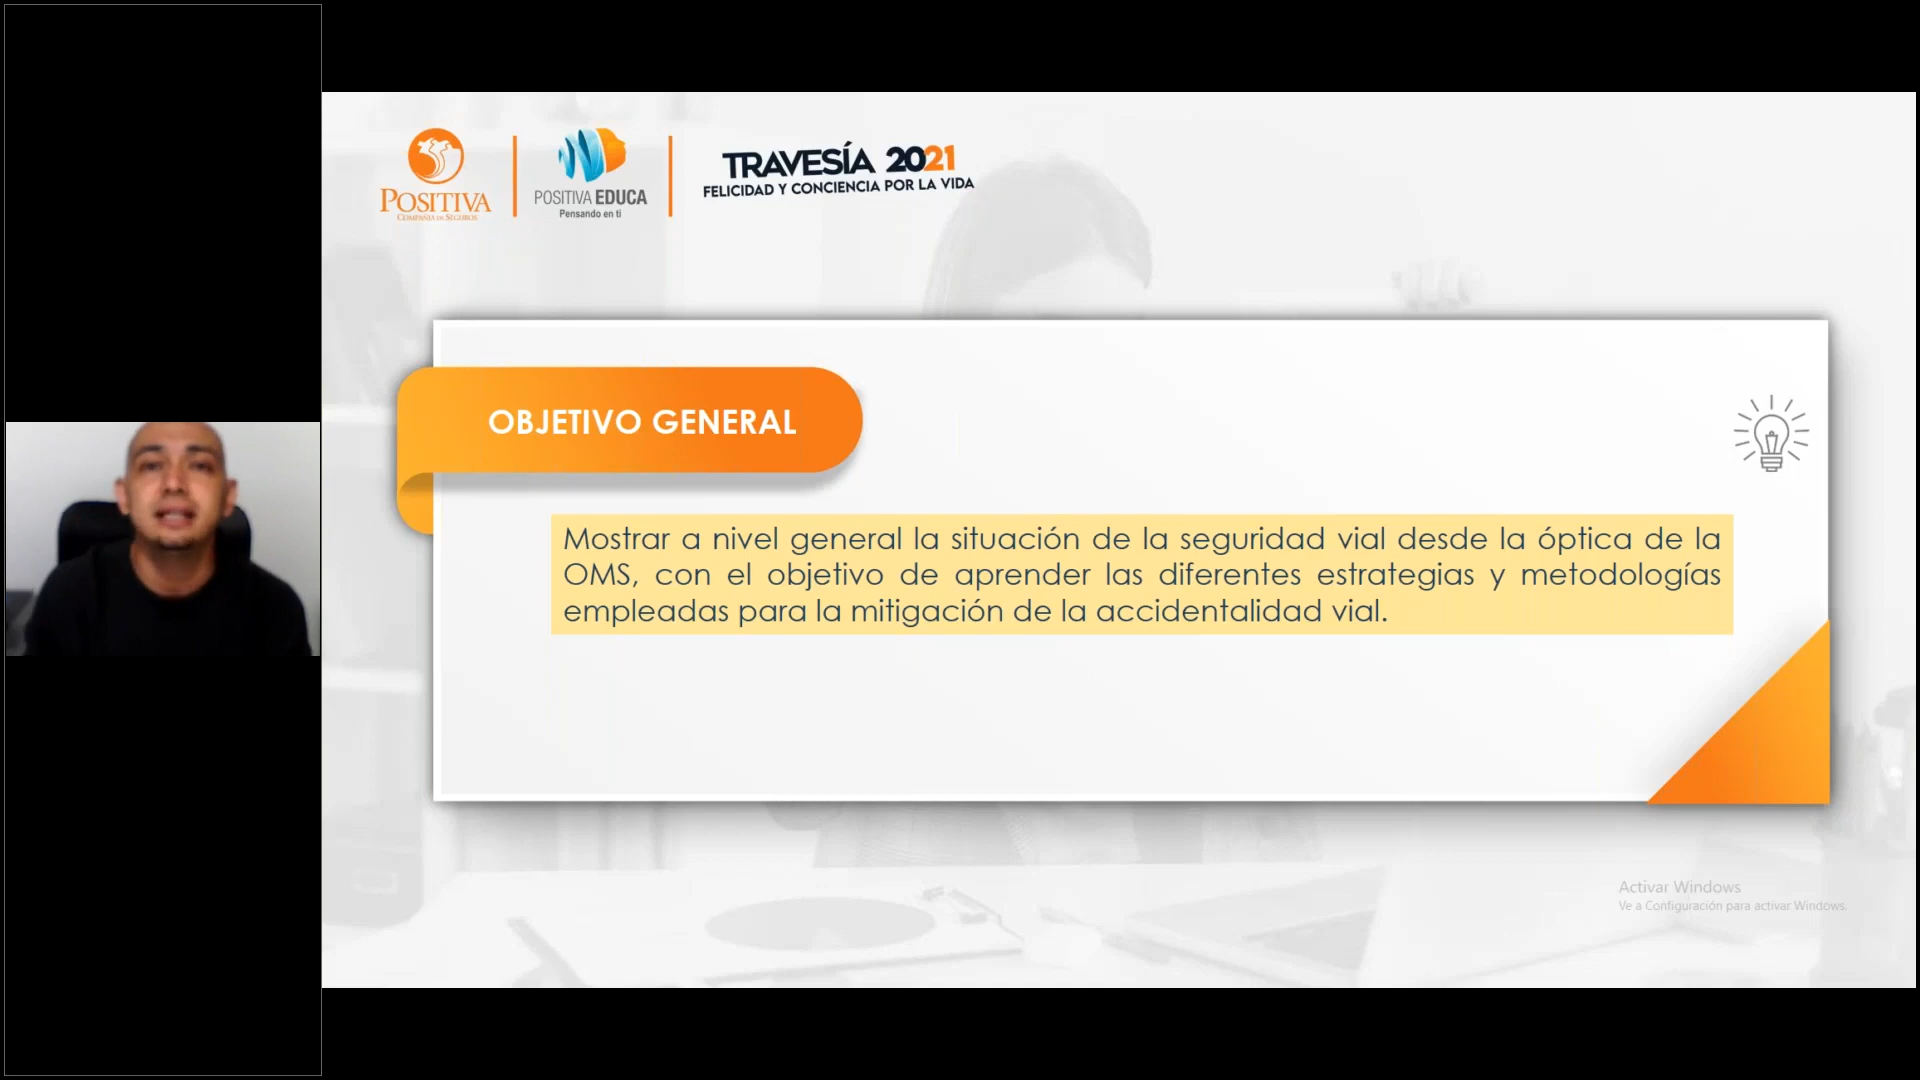 POSITIVA
COMPAÑÍA DE SEGUROS
POSITIVA EDUCA
Pensando en ti
TRAVESÍA 2021
FELICIDAD Y CONCIENCIA POR LA VIDA
OBJETIVO GENERAL
Mostrar a nivel general la situación de la seguridad vial desde la óptica de la
OMS, con el objetivo de aprender las diferentes estrategias y metodologías
empleadas para la mitigación de la accidentalidad vial.
Activar Windows
Ve a Configuración para activar Windows.